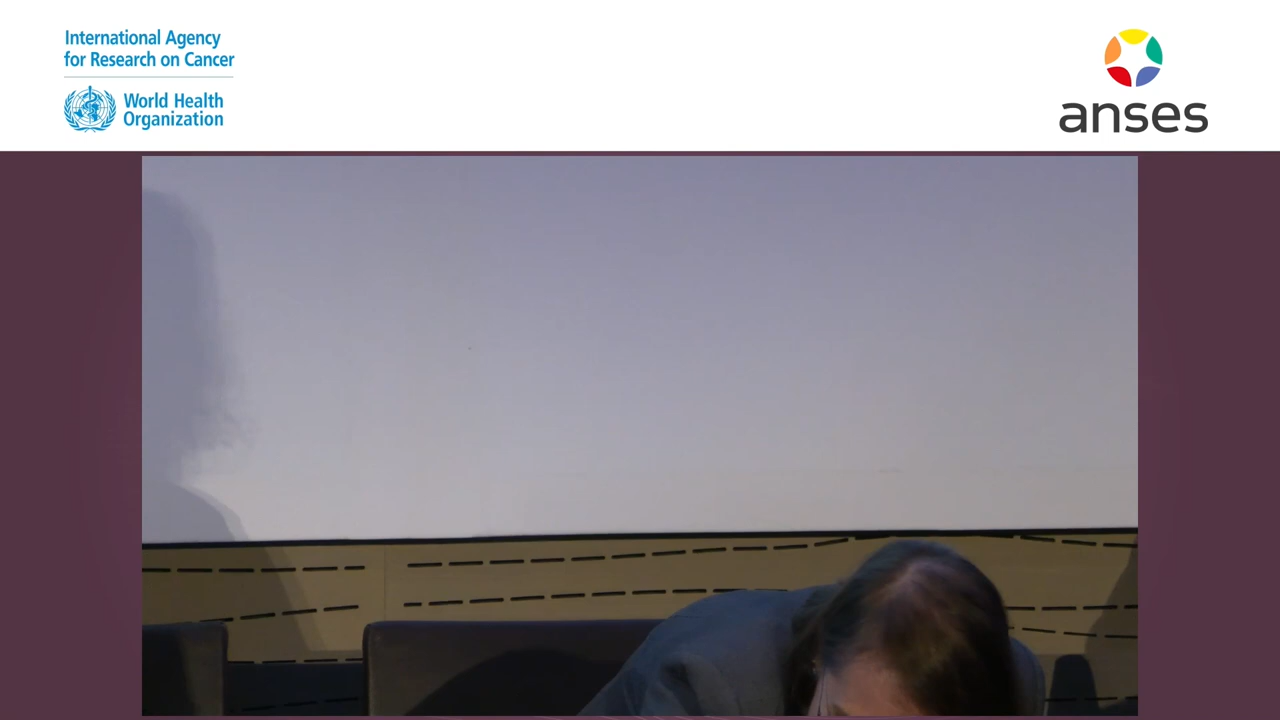 International Agency
for Research on Cancer
World Health
Organization
anses